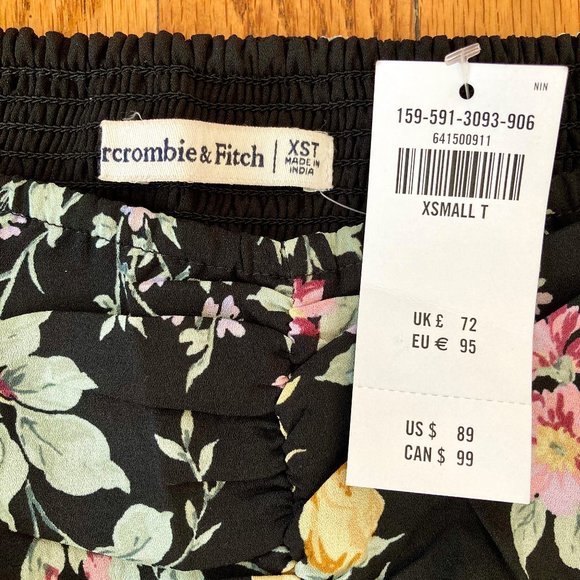 rcrombie & Fitch
XST
MADE IN
INDIA
NIN
159-591-3093-906
641500911
XSMALL T
UK £ 72
EU € 95
US $ 89
CAN $ 99